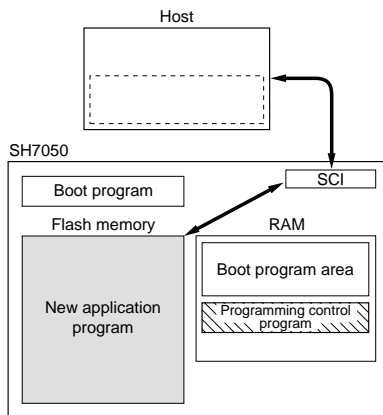 Host
SH7050
SCI
Boot program
Flash memory
RAM
New application
program
Boot program area
Programming control
program